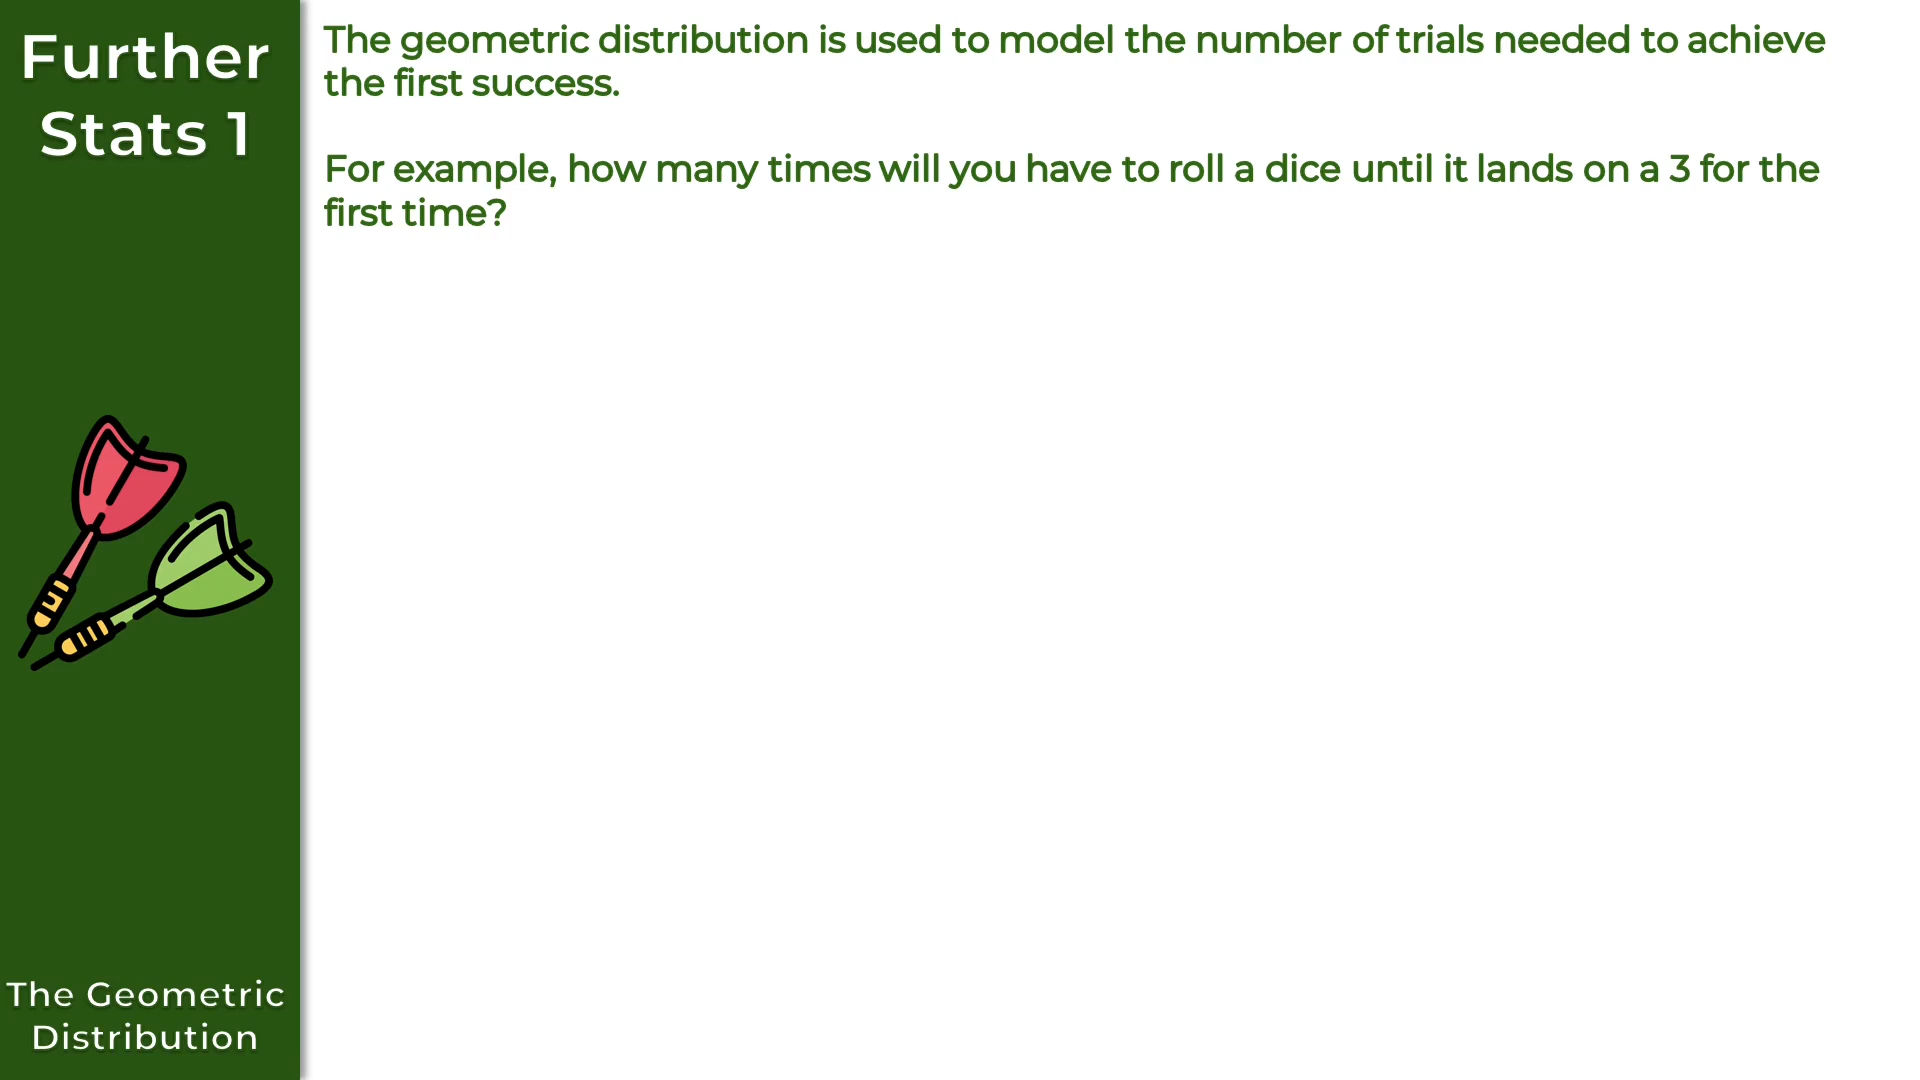 Further
Stats 1
The geometric distribution is used to model the number of trials needed to achieve
the first success.
For example, how many times will you have to roll a dice until it lands on a 3 for the
first time?
The Geometric
Distribution